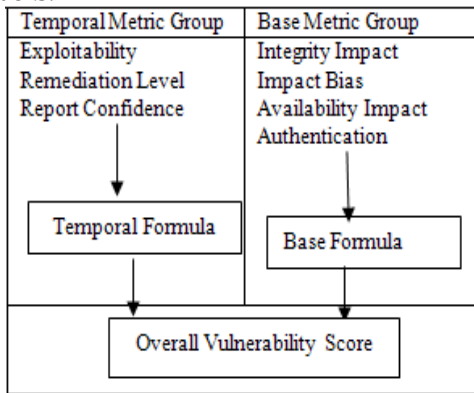 Temporal Metric Group
Exploitability
Remediation Level
Report Confidence
Temporal Formula
Base Metric Group
Integrity Impact
Impact Bias
Availability Impact
Authentication
Base Formula
Overall Vulnerability Score